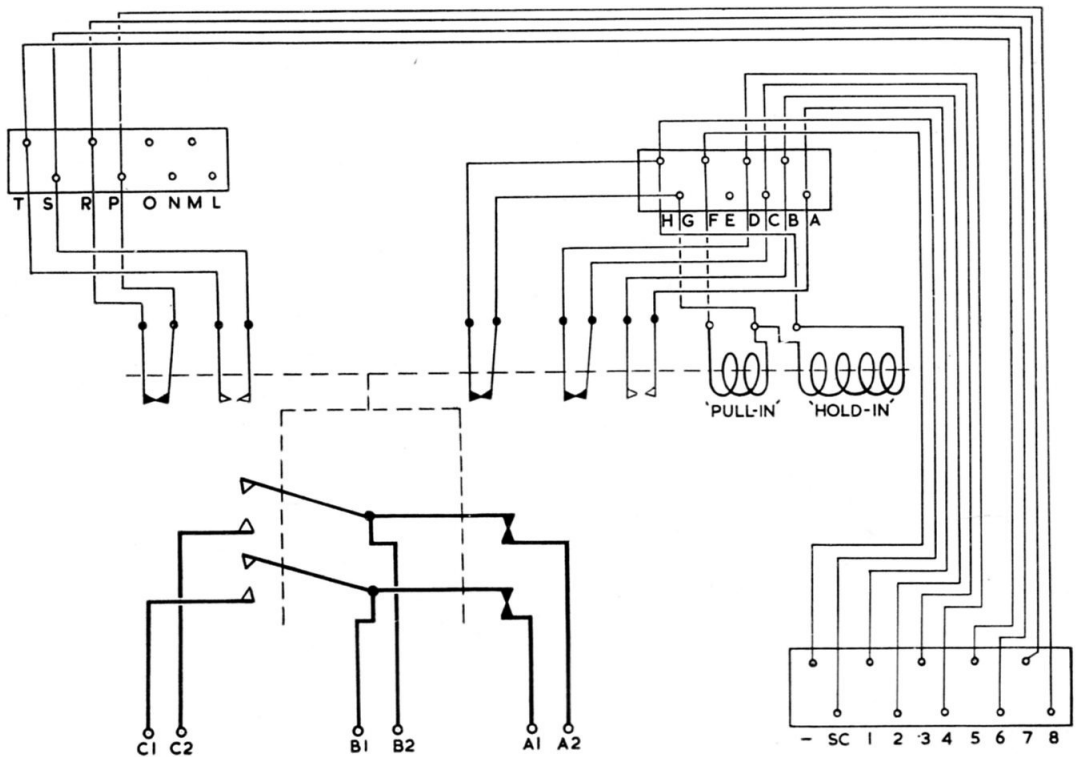 T S R P O N M L
H G F E D C B A
'PULL-IN' 'HOLD-IN'
C1 C2 B1 B2 A1 A2
- SC 1 2 3 4 5 6 7 8